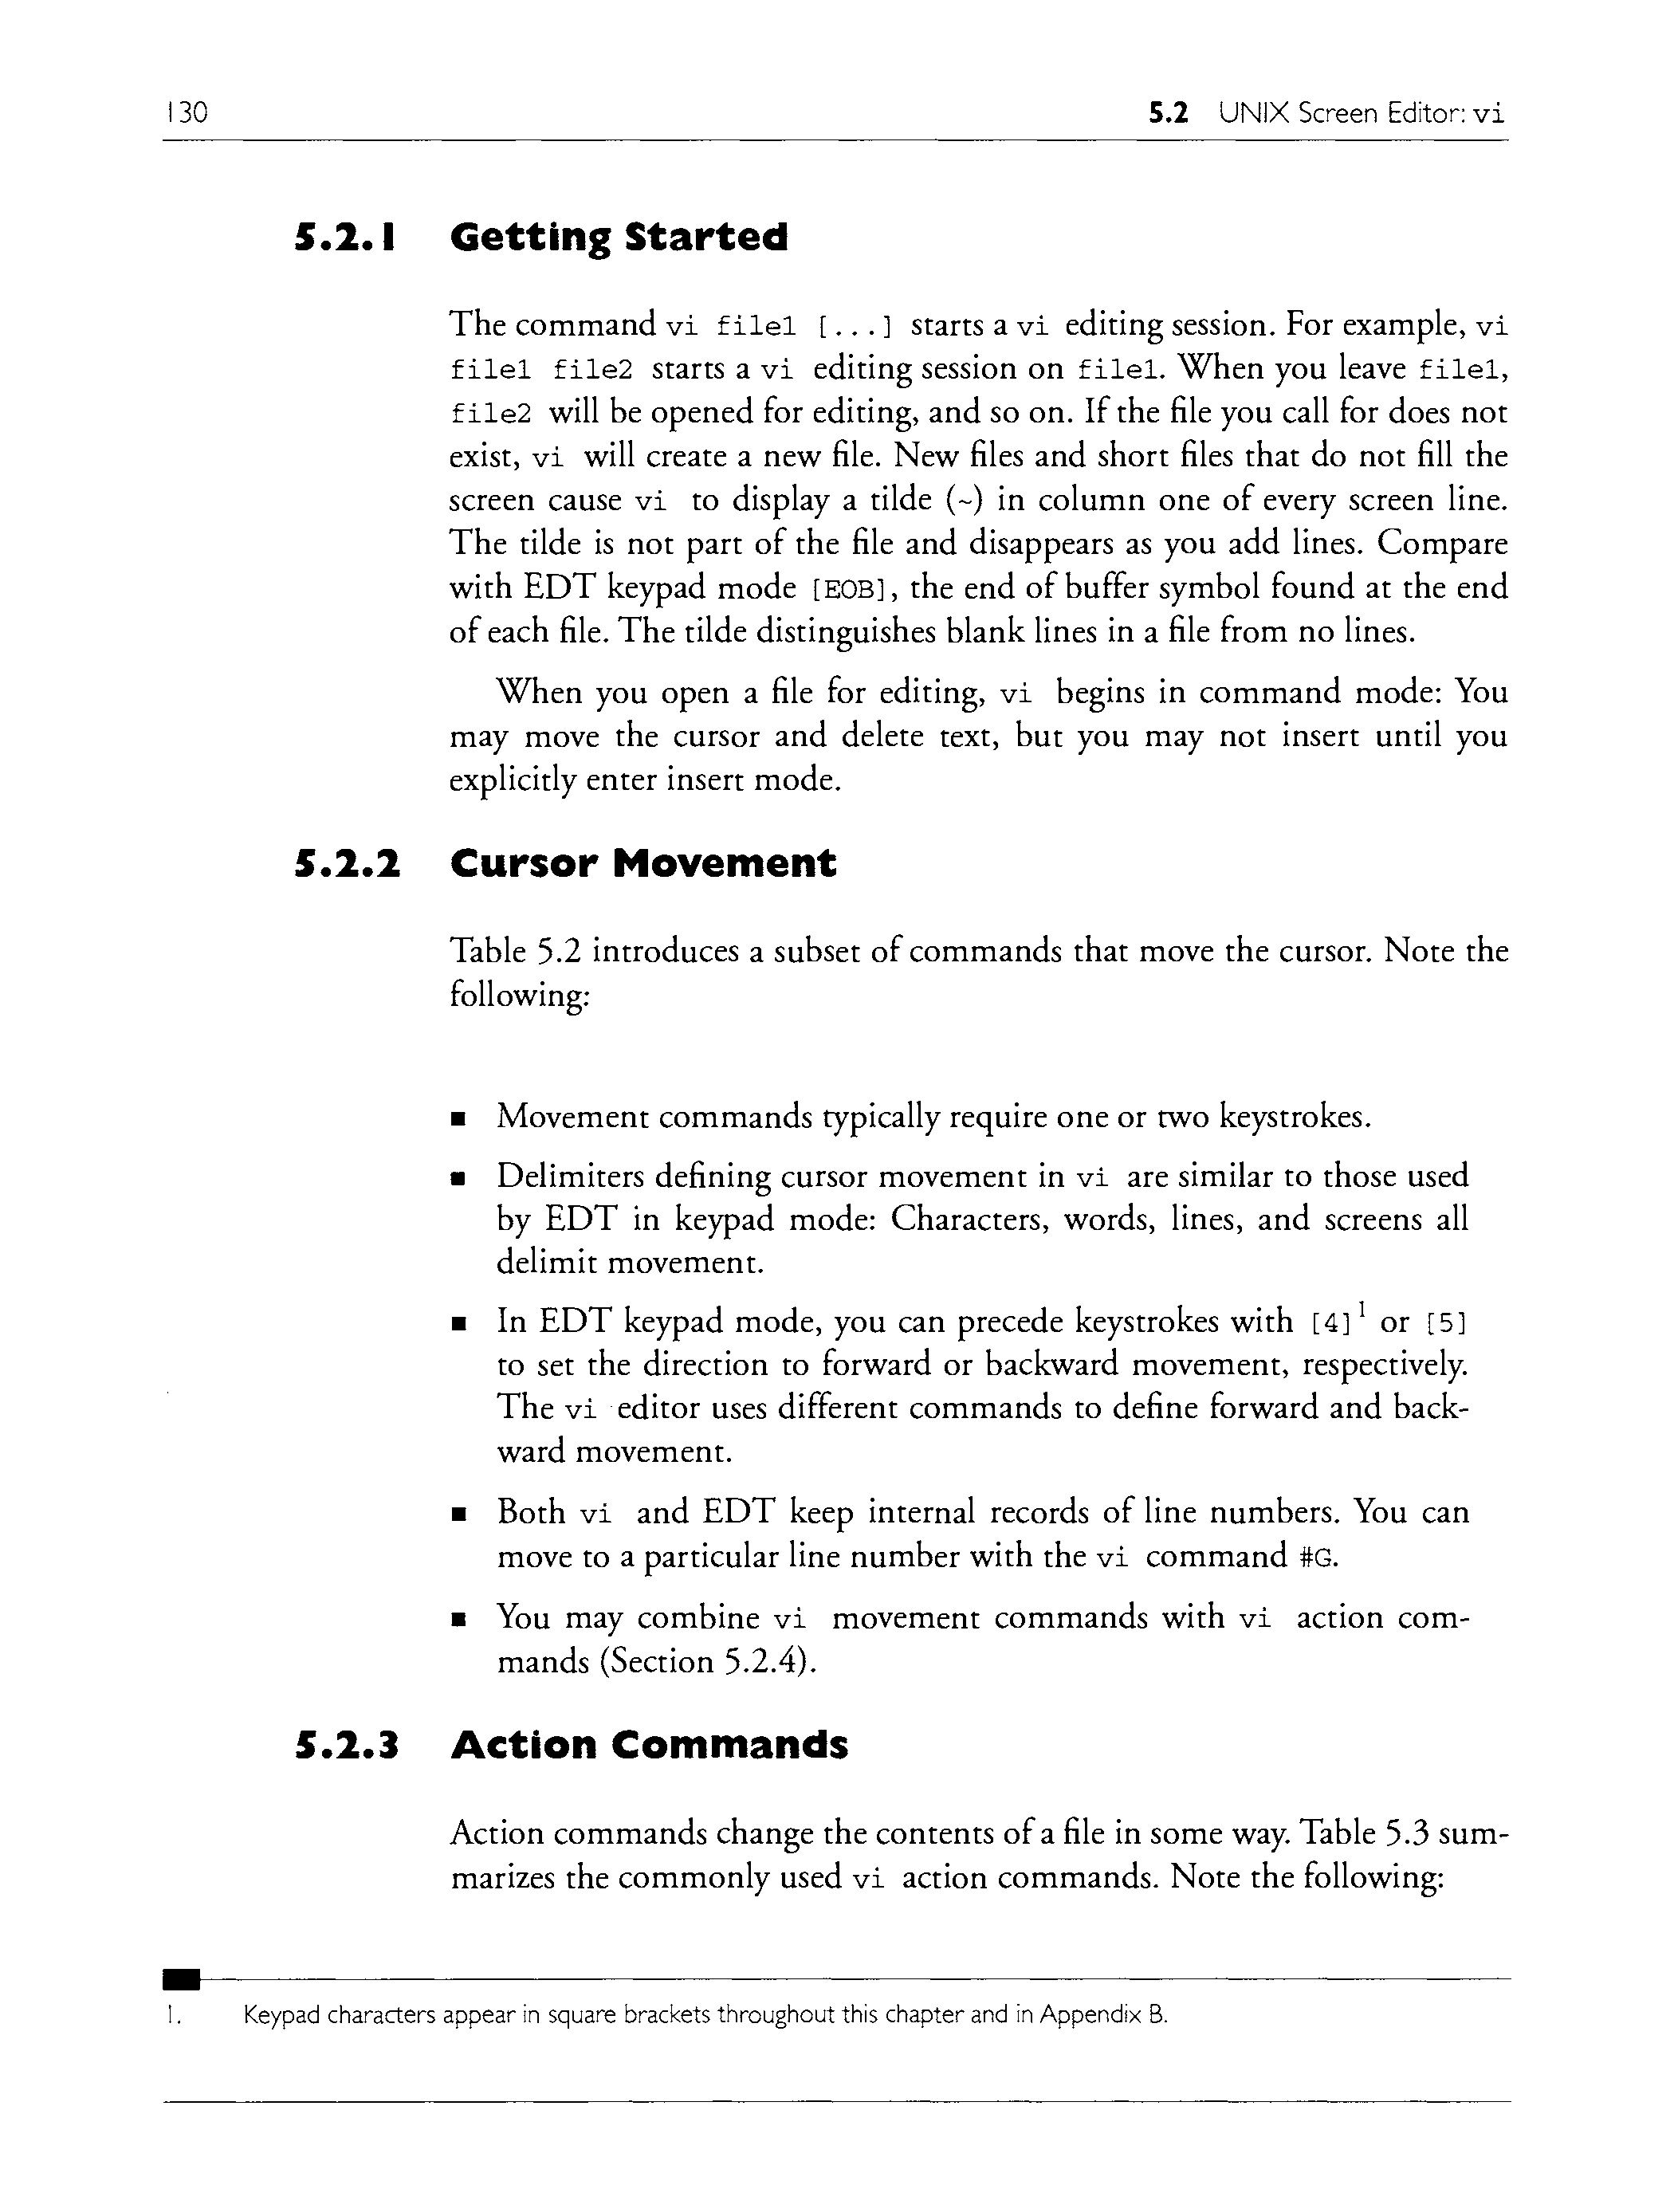 130 5.2 UNIX Screen Editor: vi
5.2.1 Getting Started
The command vi file1 [...] starts a vi editing session. For example, vi
file1 file2 starts a vi editing session on file1. When you leave file1,
file2 will be opened for editing, and so on. If the file you call for does not
exist, vi will create a new file. New files and short files that do not fill the
screen cause vi to display a tilde (~) in column one of every screen line.
The tilde is not part of the file and disappears as you add lines. Compare
with EDT keypad mode [EOB], the end of buffer symbol found at the end
of each file. The tilde distinguishes blank lines in a file from no lines.
When you open a file for editing, vi begins in command mode: You
may move the cursor and delete text, but you may not insert until you
explicitly enter insert mode.
5.2.2 Cursor Movement
Table 5.2 introduces a subset of commands that move the cursor. Note the
following:
■ Movement commands typically require one or two keystrokes.
■ Delimiters defining cursor movement in vi are similar to those used
by EDT in keypad mode: Characters, words, lines, and screens all
delimit movement.
■ In EDT keypad mode, you can precede keystrokes with [4]¹ or [5]
to set the direction to forward or backward movement, respectively.
The vi editor uses different commands to define forward and back-
ward movement.
■ Both vi and EDT keep internal records of line numbers. You can
move to a particular line number with the vi command #G.
■ You may combine vi movement commands with vi action com-
mands (Section 5.2.4).
5.2.3 Action Commands
Action commands change the contents of a file in some way. Table 5.3 sum-
marizes the commonly used vi action commands. Note the following:
1. Keypad characters appear in square brackets throughout this chapter and in Appendix B.